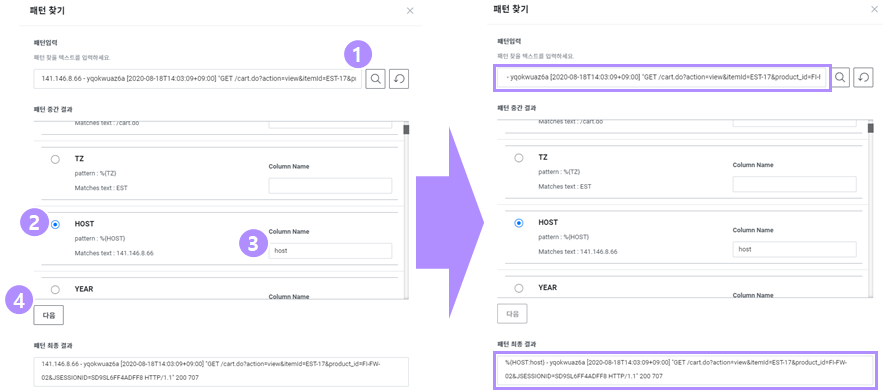 패턴 찾기
패턴입력
패턴 찾을 텍스트를 입력하세요.
1
141.146.8.66 - yqokwuaz6a [2020-08-18T14:03:09+09:00] "GET /cart.do?action=view&itemId=EST-17&p
패턴 중간 결과
Matches text : /cart.do
TZ
pattern : %{TZ}
Matches text : EST
Column Name
2
HOST
pattern : %{HOST}
Matches text : 141.146.8.66
Column Name
3
host
YEAR
Column Name
4
다음
패턴 최종 결과
141.146.8.66 - yqokwuaz6a [2020-08-18T14:03:09+09:00] "GET /cart.do?action=view&itemId=EST-17&product_id=FI-FW-
02&JSESSIONID=SD9SL6FF4ADFF8 HTTP/1.1" 200 707
패턴 찾기
패턴입력
패턴 찾을 텍스트를 입력하세요.
- yqokwuaz6a [2020-08-18T14:03:09+09:00] "GET /cart.do?action=view&itemId=EST-17&product_id=FI-F
패턴 중간 결과
Matches text : /cart.do
TZ
pattern : %{TZ}
Matches text : EST
Column Name
HOST
pattern : %{HOST}
Matches text : 141.146.8.66
Column Name
host
YEAR
Column Name
다음
패턴 최종 결과
%{HOST:host} - yqokwuaz6a [2020-08-18T14:03:09+09:00] "GET /cart.do?action=view&itemId=EST-17&product_id=FI-FW-
02&JSESSIONID=SD9SL6FF4ADFF8 HTTP/1.1" 200 707